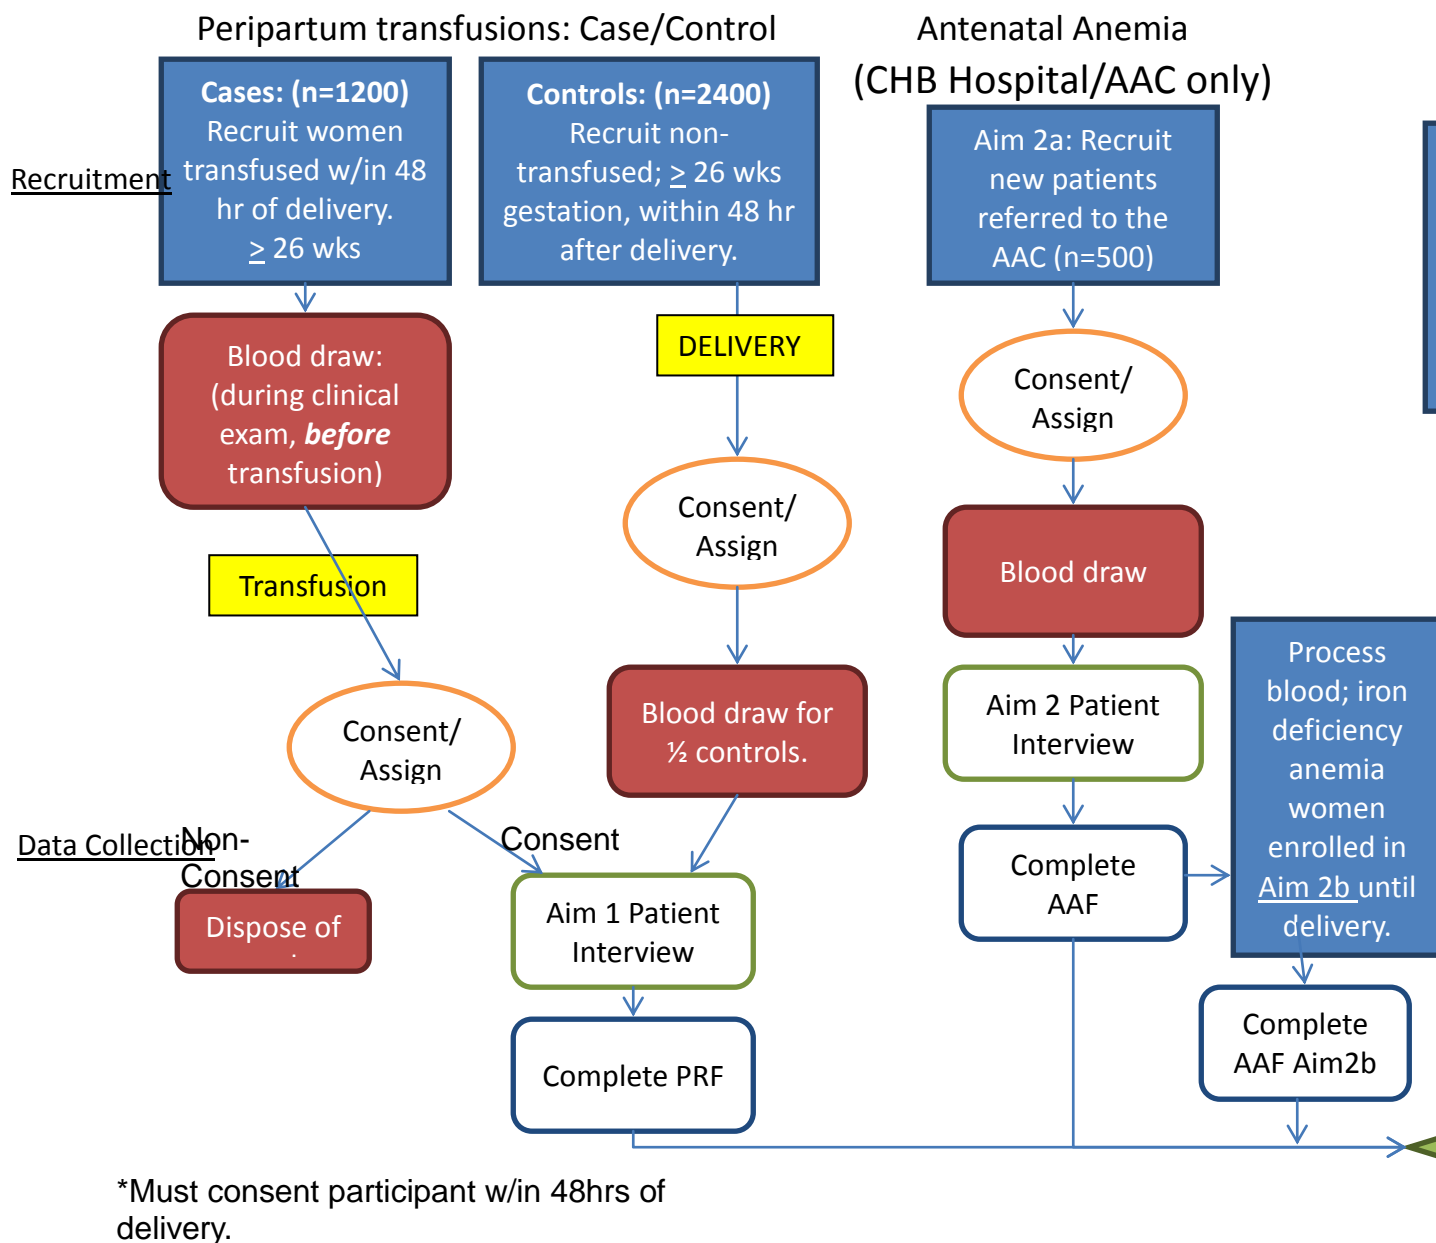 Peripartum transfusions: Case/Control
Antenatal Anemia
(CHB Hospital/AAC only)
Recruitment
Cases: (n=1200)
Recruit women
transfused w/in 48
hr of delivery.
≥ 26 wks
Controls: (n=2400)
Recruit non-
transfused; ≥ 26 wks
gestation, within 48 hr
after delivery.
Aim 2a: Recruit
new patients
referred to the
AAC (n=500)
Blood draw:
(during clinical
exam, before
transfusion)
DELIVERY
Consent/
Assign
Transfusion
Consent/
Assign
Blood draw
Consent/
Assign
Blood draw for
½ controls.
Aim 2 Patient
Interview
Process
blood; iron
deficiency
anemia
women
enrolled in
Aim 2b until
delivery.
Data Collection
Non-
Consent
Consent
Dispose of
Aim 1 Patient
Interview
Complete
AAF
Complete PRF
Complete
AAF Aim2b
*Must consent participant w/in 48hrs of
delivery.